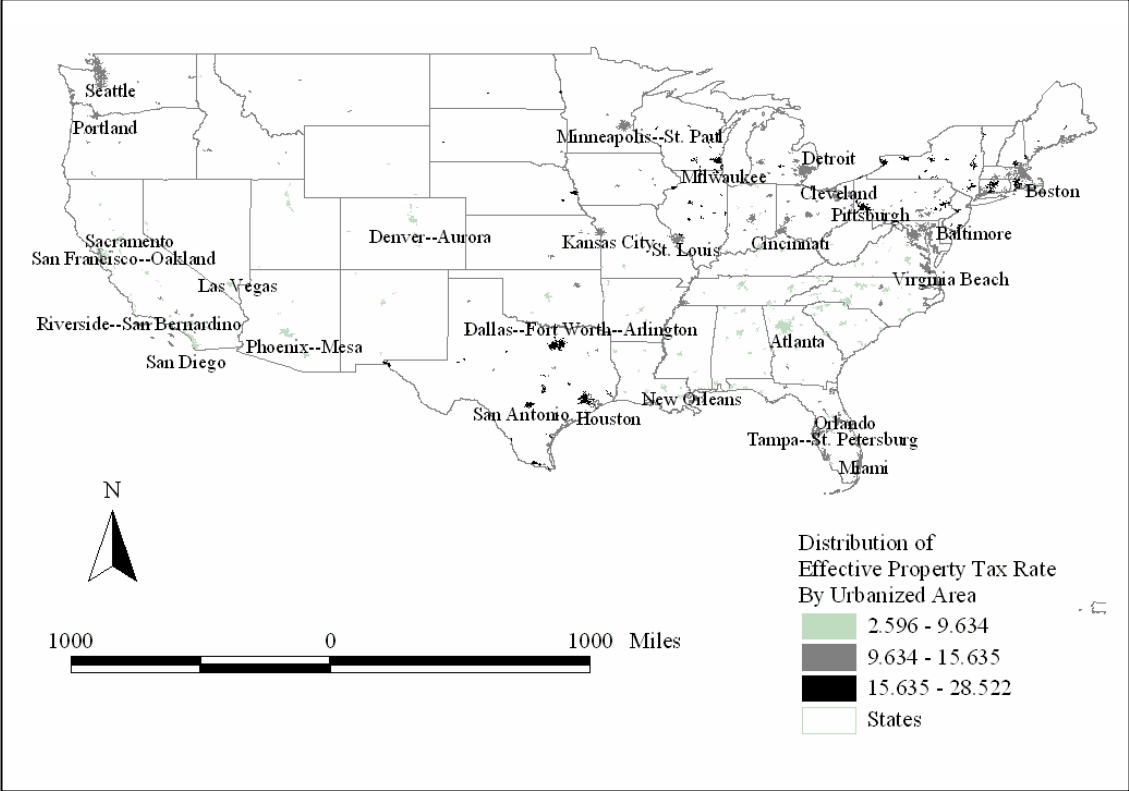 Seattle
Portland
Minneapolis--St. Paul
Detroit
Milwaukee
Cleveland
Boston
Pittsburgh
Baltimore
Denver--Aurora
Sacramento
Kansas City
St. Louis
Cincinnati
San Francisco--Oakland
Las Vegas
Virginia Beach
Riverside--San Bernardino
Dallas--Fort Worth--Arlington
Phoenix--Mesa
Atlanta
San Diego
New Orleans
San Antonio
Houston
Orlando
Tampa--St. Petersburg
Miami
N
Distribution of
Effective Property Tax Rate
By Urbanized Area
2.596 - 9.634
9.634 - 15.635
15.635 - 28.522
States
1000 0 1000 Miles